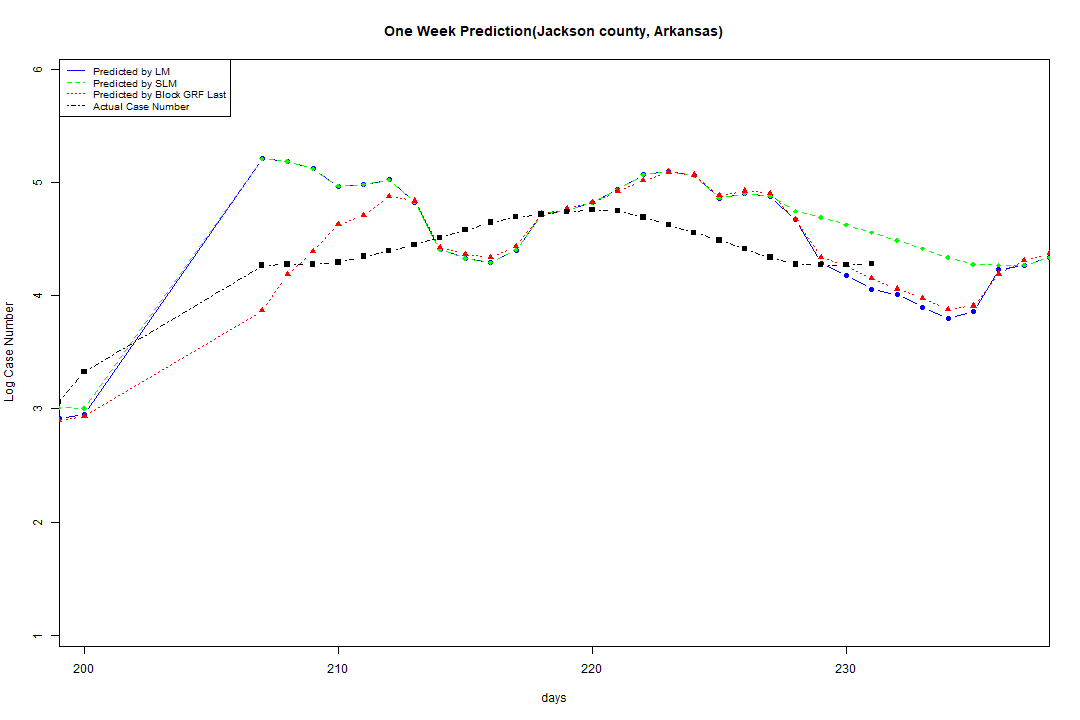 One Week Prediction(Jackson county, Arkansas)
Predicted by LM
Predicted by SLM
Predicted by Block GRF Last
Actual Case Number
6
5
4
3
2
1
Log Case Number
200 210 220 230
days